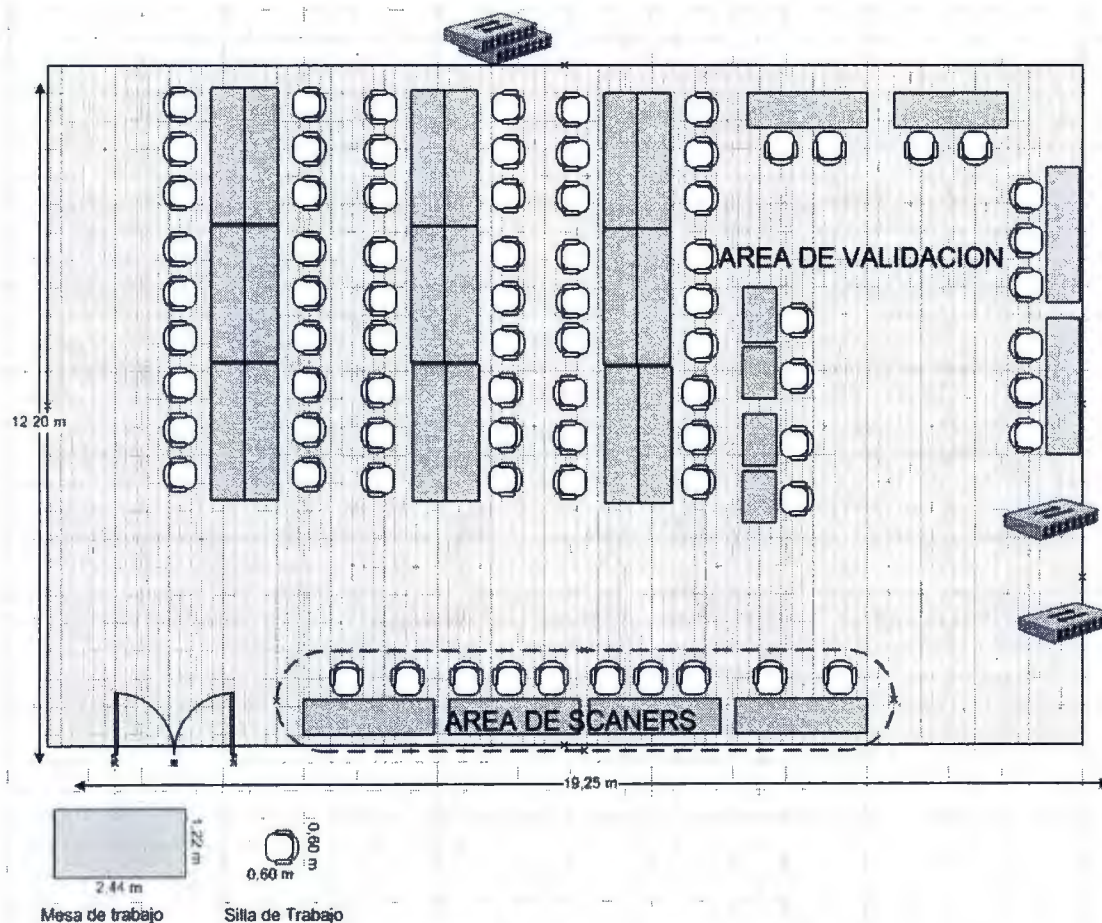 AREA DE VALIDACION
12.20 m
AREA DE SCANERS
19,25 m
1,22 m
0,60 m
0,60 m
2,44 m
Mesa de trabajo
Silla de Trabajo